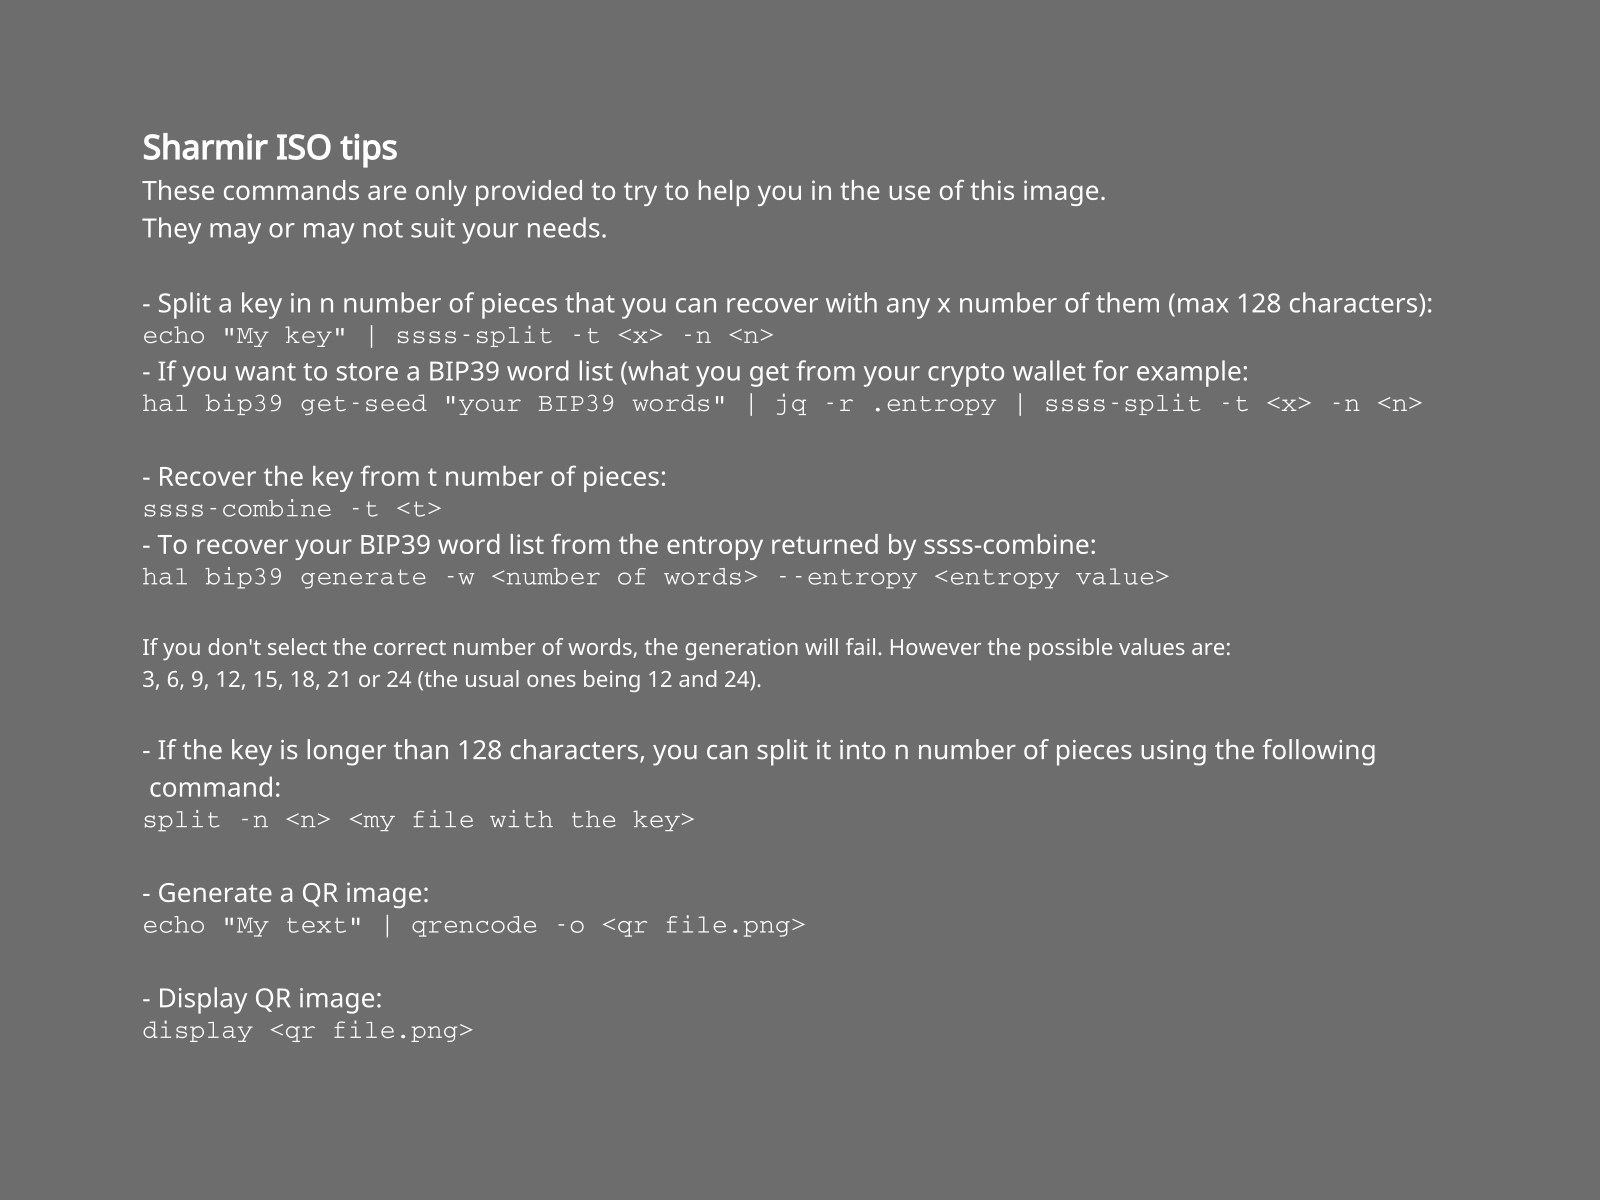 Sharmir ISO tips
These commands are only provided to try to help you in the use of this image.
They may or may not suit your needs.
- Split a key in n number of pieces that you can recover with any x number of them (max 128 characters):
echo "My key" | ssss-split -t <x> -n <n>
- If you want to store a BIP39 word list (what you get from your crypto wallet for example:
hal bip39 get-seed "your BIP39 words" | jq -r .entropy | ssss-split -t <x> -n <n>
- Recover the key from t number of pieces:
ssss-combine -t <t>
- To recover your BIP39 word list from the entropy returned by ssss-combine:
hal bip39 generate -w <number of words> --entropy <entropy value>
If you don't select the correct number of words, the generation will fail. However the possible values are:
3, 6, 9, 12, 15, 18, 21 or 24 (the usual ones being 12 and 24).
- If the key is longer than 128 characters, you can split it into n number of pieces using the following
command:
split -n <n> <my file with the key>
- Generate a QR image:
echo "My text" | qrencode -o <qr file.png>
- Display QR image:
display <qr file.png>